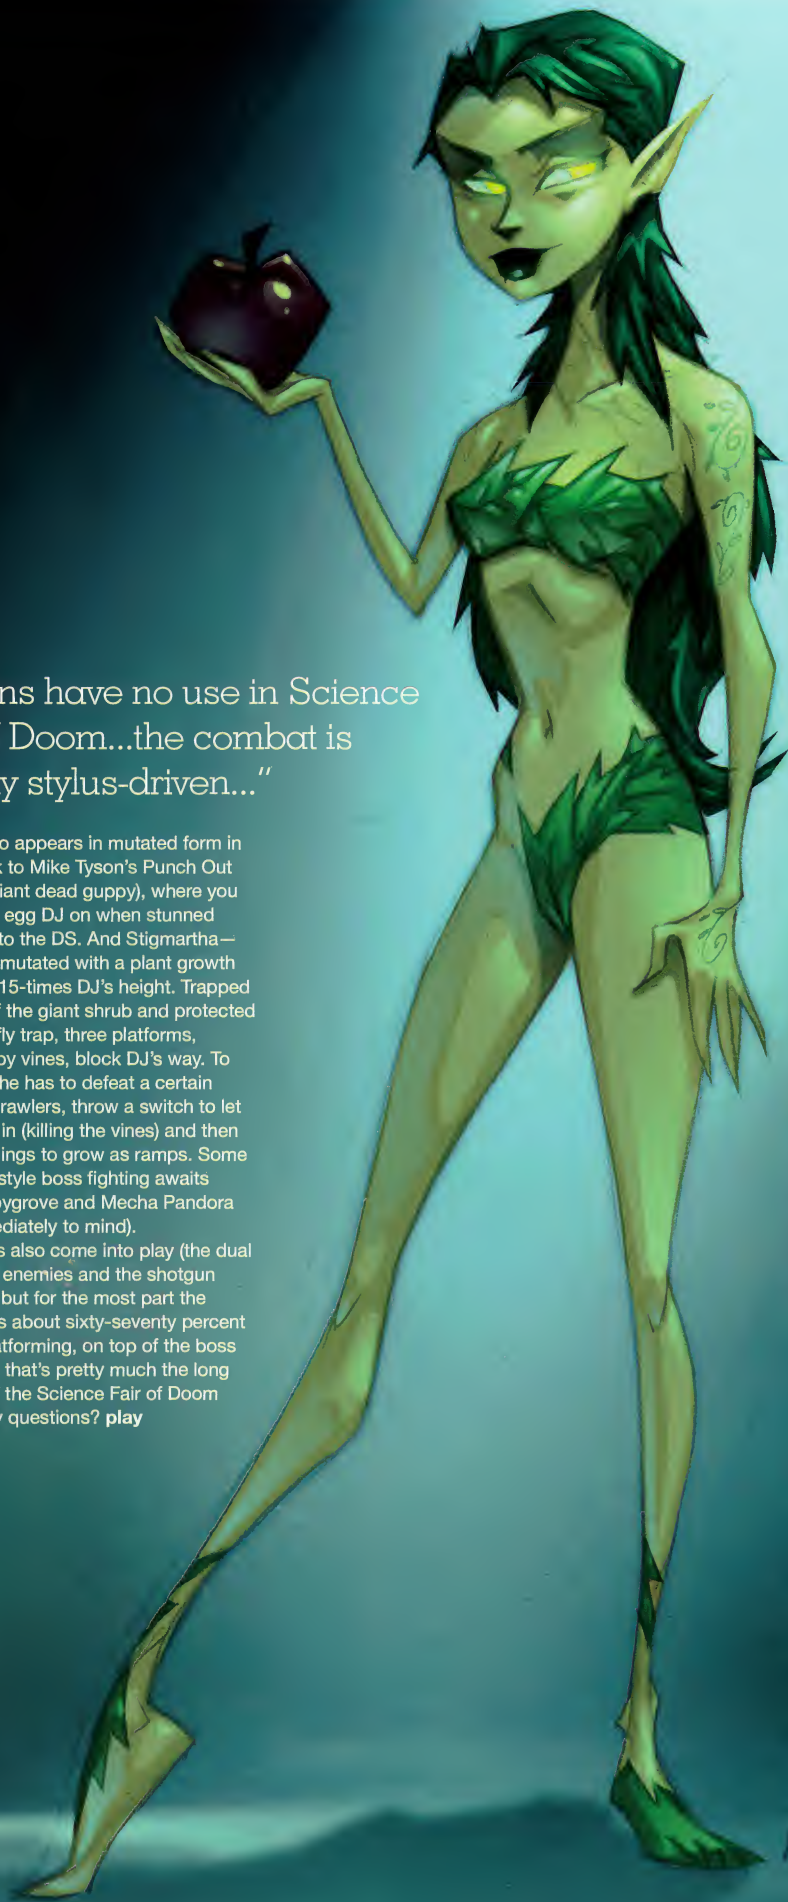 ns have no use in Science
Doom...the combat is
y stylus-driven...”
o appears in mutated form in
k to Mike Tyson’s Punch Out
iant dead guppy), where you
egg DJ on when stunned
to the DS. And Stigmartha—
mutated with a plant growth
15-times DJ’s height. Trapped
f the giant shrub and protected
fly trap, three platforms,
by vines, block DJ’s way. To
he has to defeat a certain
rawlers, throw a switch to let
in (killing the vines) and then
ings to grow as ramps. Some
style boss fighting awaits
oygrove and Mecha Pandora
ediately to mind).
s also come into play (the dual
enemies and the shotgun
but for the most part the
s about sixty-seventy percent
atforming, on top of the boss
that’s pretty much the long
the Science Fair of Doom
y questions? play